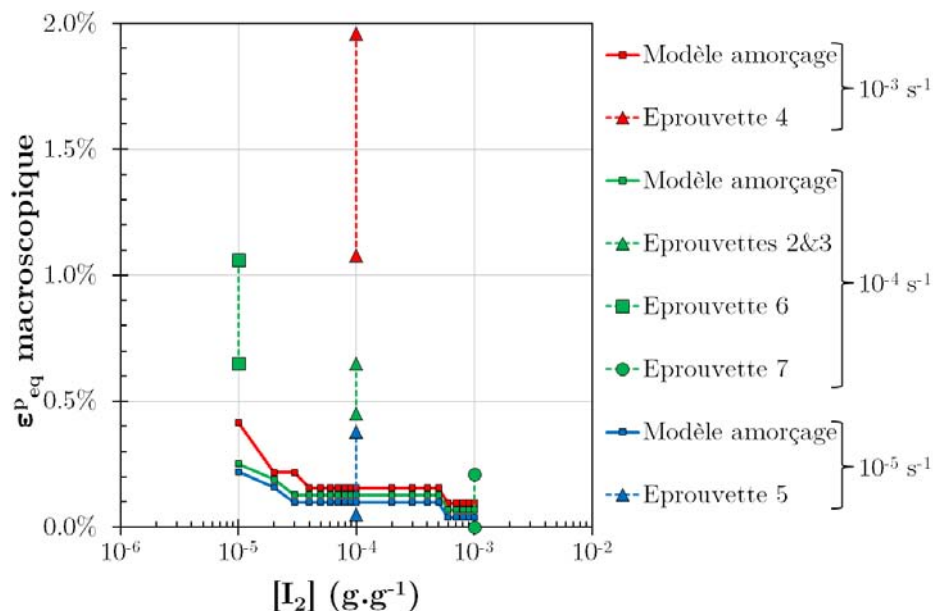 2.0%
1.5%
1.0%
0.5%
0.0%
ε^p_eq macroscopique
10^-6
10^-5
10^-4
10^-3
10^-2
[I_2] (g.g^-1)
Modèle amorçage
Eprouvette 4
10^-3 s^-1
Modèle amorçage
Eprouvettes 2&3
Eprouvette 6
Eprouvette 7
10^-4 s^-1
Modèle amorçage
Eprouvette 5
10^-5 s^-1